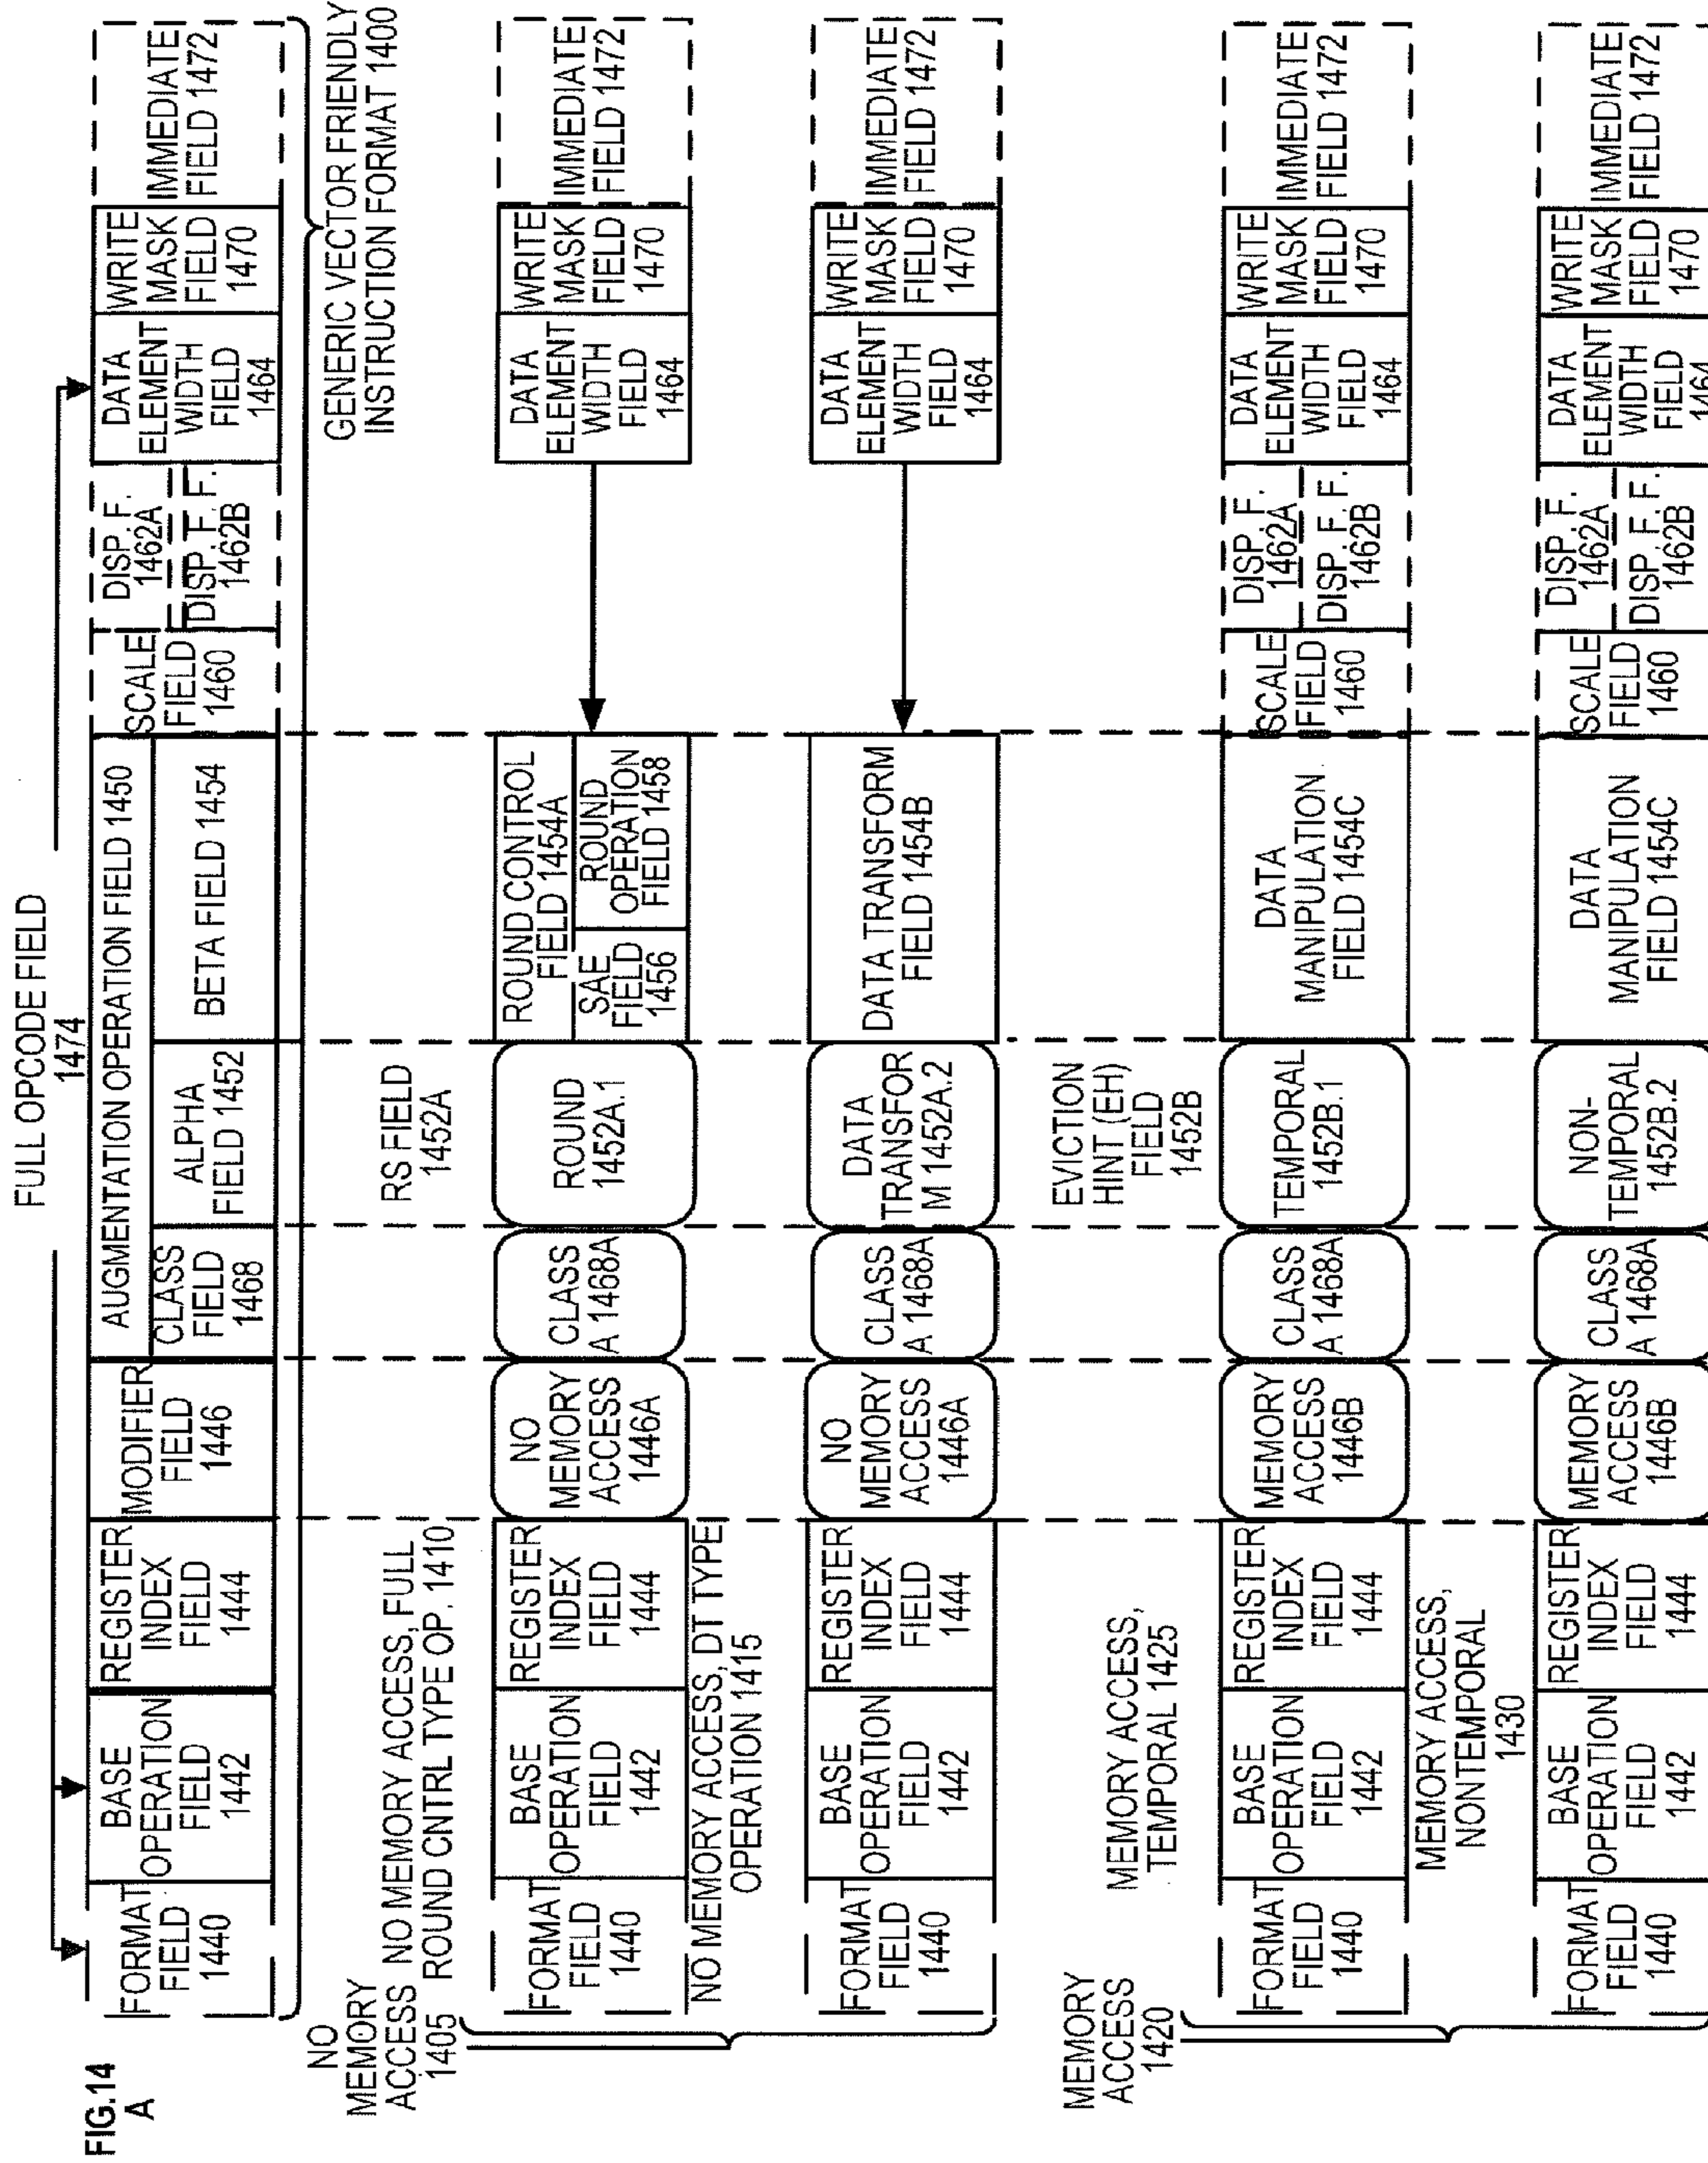 FIG.14
A
FULL OPCODE FIELD
1474
FORMAT
FIELD
1440
BASE
OPERATION
FIELD
1442
REGISTER
INDEX
FIELD
1444
MODIFIER
FIELD
1446
AUGMENTATION OPERATION FIELD 1450
CLASS
FIELD
1468
ALPHA
FIELD 1452
BETA FIELD 1454
SCALE
FIELD
1460
DISP. F.
1462A
DISP. F. F.
1462B
DATA
ELEMENT
WIDTH
FIELD
1464
WRITE
MASK
FIELD
1470
IMMEDIATE
FIELD 1472
GENERIC VECTOR FRIENDLY
INSTRUCTION FORMAT 1400
NO
MEMORY
ACCESS
1405
NO MEMORY ACCESS, FULL
ROUND CNTRL TYPE OP. 1410
RS FIELD
1452A
FORMAT
FIELD
1440
BASE
OPERATION
FIELD
1442
REGISTER
INDEX
FIELD
1444
NO
MEMORY
ACCESS
1446A
CLASS
A 1468A
ROUND
1452A.1
ROUND CONTROL
FIELD 1454A
SAE
FIELD
1456
ROUND
OPERATION
FIELD 1458
DATA
ELEMENT
WIDTH
FIELD
1464
WRITE
MASK
FIELD
1470
IMMEDIATE
FIELD 1472
NO MEMORY ACCESS, DT TYPE
OPERATION 1415
FORMAT
FIELD
1440
BASE
OPERATION
FIELD
1442
REGISTER
INDEX
FIELD
1444
NO
MEMORY
ACCESS
1446A
CLASS
A 1468A
DATA
TRANSFOR
M 1452A.2
DATA TRANSFORM
FIELD 1454B
DATA
ELEMENT
WIDTH
FIELD
1464
WRITE
MASK
FIELD
1470
IMMEDIATE
FIELD 1472
MEMORY
ACCESS
1420
MEMORY ACCESS,
TEMPORAL 1425
EVICTION
HINT (EH)
FIELD
1452B
FORMAT
FIELD
1440
BASE
OPERATION
FIELD
1442
REGISTER
INDEX
FIELD
1444
MEMORY
ACCESS
1446B
CLASS
A 1468A
TEMPORAL
1452B.1
DATA
MANIPULATION
FIELD 1454C
SCALE
FIELD
1460
DISP. F.
1462A
DISP. F. F.
1462B
DATA
ELEMENT
WIDTH
FIELD
1464
WRITE
MASK
FIELD
1470
IMMEDIATE
FIELD 1472
MEMORY ACCESS,
NONTEMPORAL
1430
FORMAT
FIELD
1440
BASE
OPERATION
FIELD
1442
REGISTER
INDEX
FIELD
1444
MEMORY
ACCESS
1446B
CLASS
A 1468A
NON-
TEMPORAL
1452B.2
DATA
MANIPULATION
FIELD 1454C
SCALE
FIELD
1460
DISP. F.
1462A
DISP. F. F.
1462B
DATA
ELEMENT
WIDTH
FIELD
1464
WRITE
MASK
FIELD
1470
IMMEDIATE
FIELD 1472